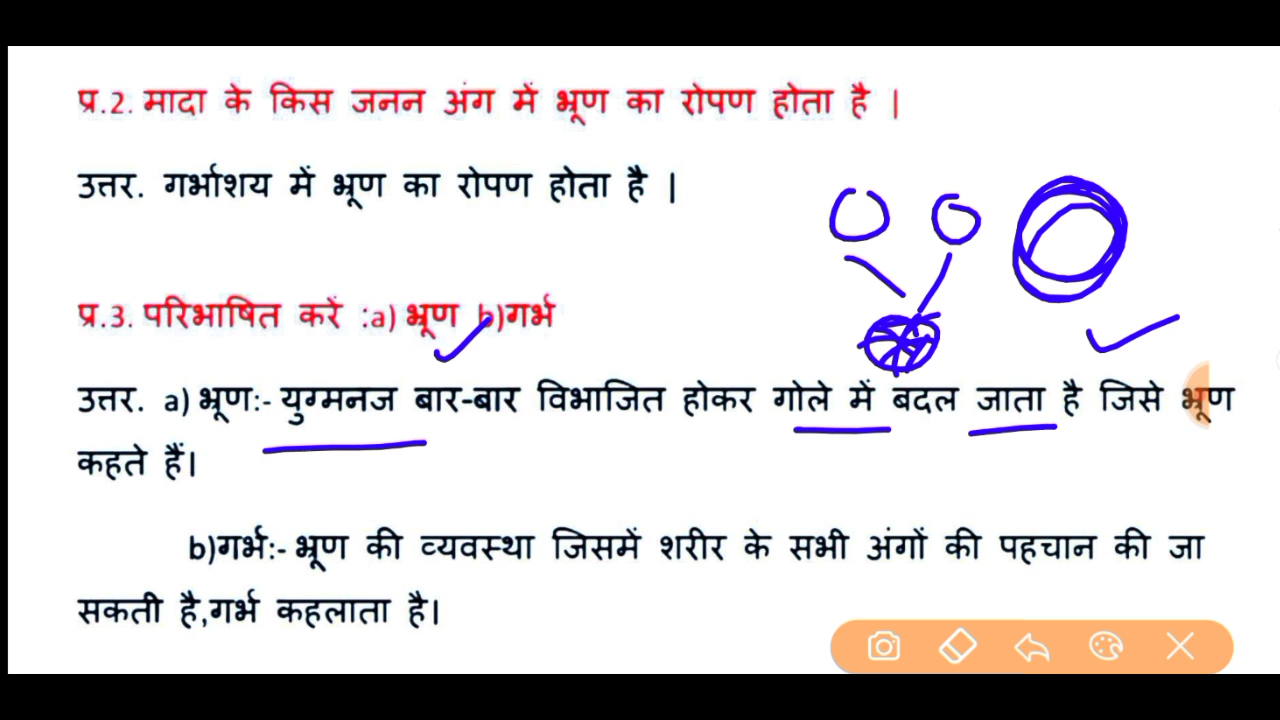 प्र.2. मादा के किस जनन अंग में भ्रूण का रोपण होता है |
उत्तर. गर्भाशय में भ्रूण का रोपण होता है |
प्र.3. परिभाषित करें :a) भ्रूण b)गर्भ
उत्तर. a) भ्रूण:- युग्मनज बार-बार विभाजित होकर गोले में बदल जाता है जिसे भ्रूण
कहते हैं।
b)गर्भ:- भ्रूण की व्यवस्था जिसमें शरीर के सभी अंगों की पहचान की जा
सकती है,गर्भ कहलाता है।